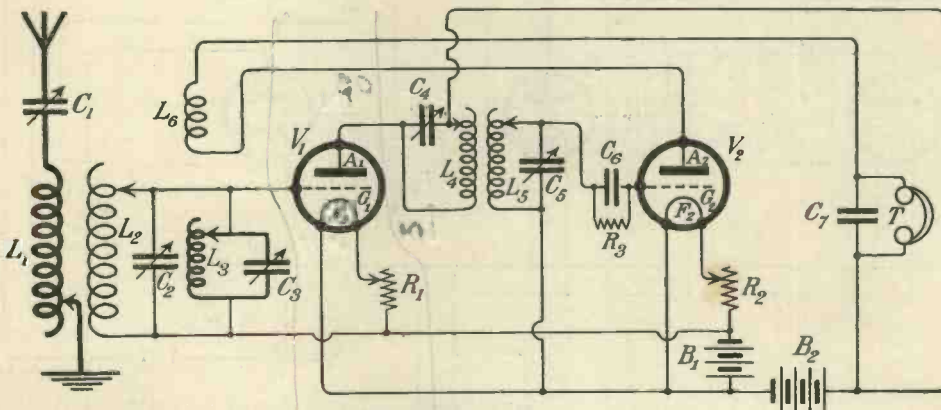 C₁
L₆
C₄
V₁
A₁
G₁
L₄
L₅
C₅
C₆
R₃
V₂
A₂
G₂
F₂
C₇
T
L₁
L₂
C₂
L₃
C₃
R₁
R₂
B₁
B₂